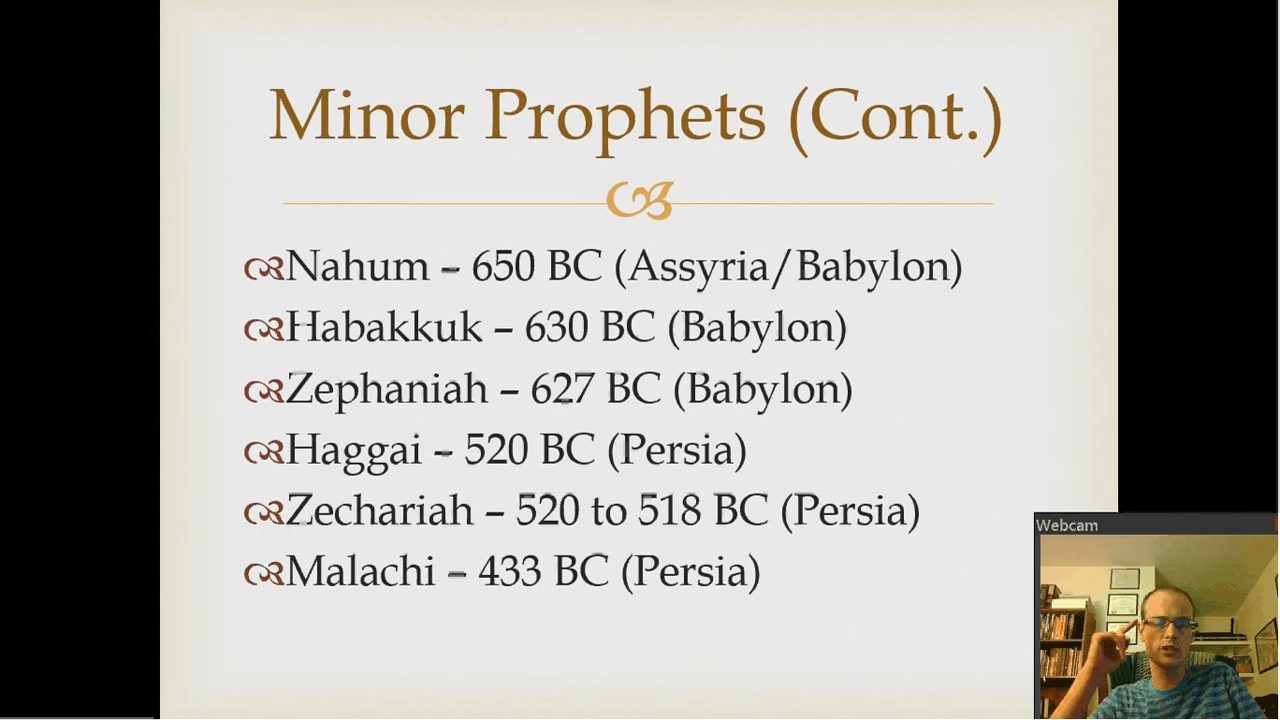 Minor Prophets (Cont.)
Nahum – 650 BC (Assyria/Babylon)
Habakkuk – 630 BC (Babylon)
Zephaniah – 627 BC (Babylon)
Haggai – 520 BC (Persia)
Zechariah – 520 to 518 BC (Persia)
Malachi – 433 BC (Persia)
Webcam